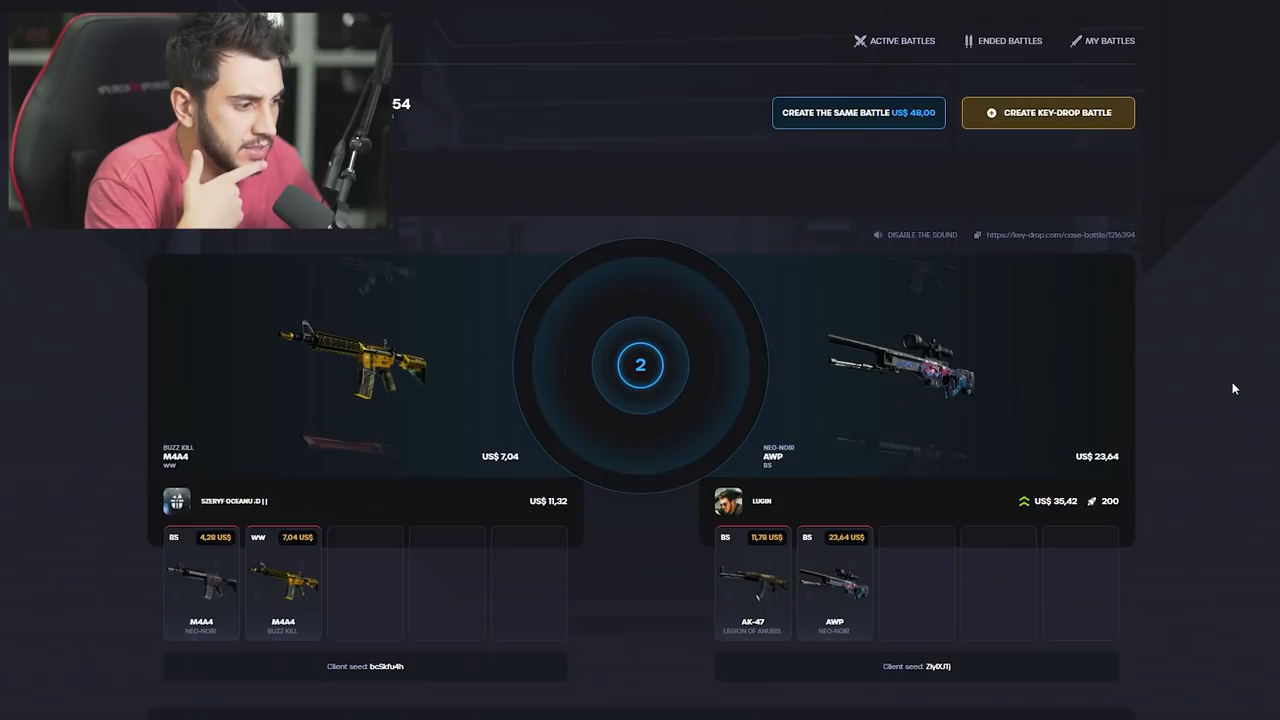 ACTIVE BATTLES
ENDED BATTLES
MY BATTLES
54
CREATE THE SAME BATTLE US$ 48,00
CREATE KEY-DROP BATTLE
DISABLE THE SOUND
https://key-drop.com/case-battle/1216394
2
BUZZ KILL
M4A4
WW
US$ 7,04
NEO-NOIR
AWP
BS
US$ 23,64
SZERYF OCEANU :D ||
US$ 11,32
LUGIN
US$ 35,42
200
BS 4,28 US$
M4A4
NEO-NOIR
WW 7,04 US$
M4A4
BUZZ KILL
BS 11,78 US$
AK-47
LEGION OF ANUBIS
BS 23,64 US$
AWP
NEO-NOIR
Client seed: bcSkfu4h
Client seed: